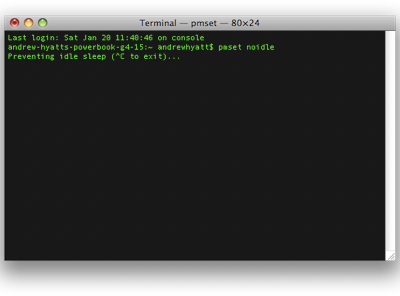 Terminal — pmset — 80×24
Last login: Sat Jan 20 11:40:46 on console
andrew-hyatts-poverbook-g4-15:~ andrewhyatt$ pmset noidle
Preventing idle sleep (^C to exit)...